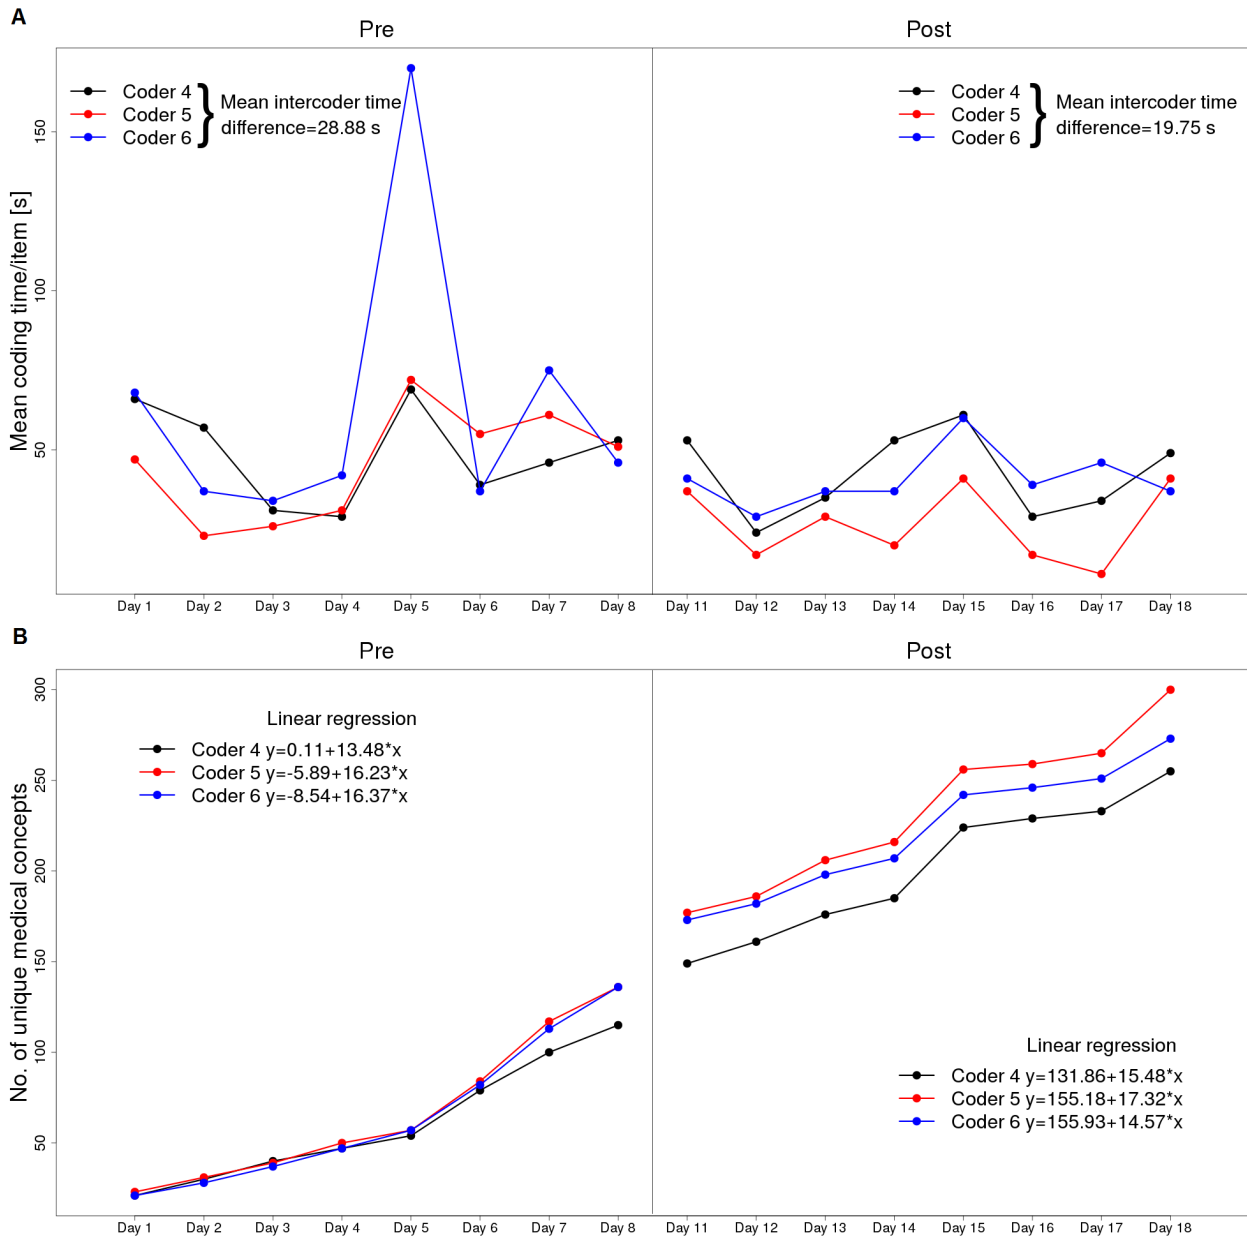 A
Pre
Post
Coder 4
Coder 5
Coder 6
Mean intercoder time
difference=28.88 s
Coder 4
Coder 5
Coder 6
Mean intercoder time
difference=19.75 s
Mean coding time/item [s]
150
100
50
Day 1 Day 2 Day 3 Day 4 Day 5 Day 6 Day 7 Day 8 Day 11 Day 12 Day 13 Day 14 Day 15 Day 16 Day 17 Day 18
B
Pre
Post
No. of unique medical concepts
300
250
200
150
100
50
Linear regression
Coder 4 y=0.11+13.48*x
Coder 5 y=-5.89+16.23*x
Coder 6 y=-8.54+16.37*x
Linear regression
Coder 4 y=131.86+15.48*x
Coder 5 y=155.18+17.32*x
Coder 6 y=155.93+14.57*x
Day 1 Day 2 Day 3 Day 4 Day 5 Day 6 Day 7 Day 8 Day 11 Day 12 Day 13 Day 14 Day 15 Day 16 Day 17 Day 18